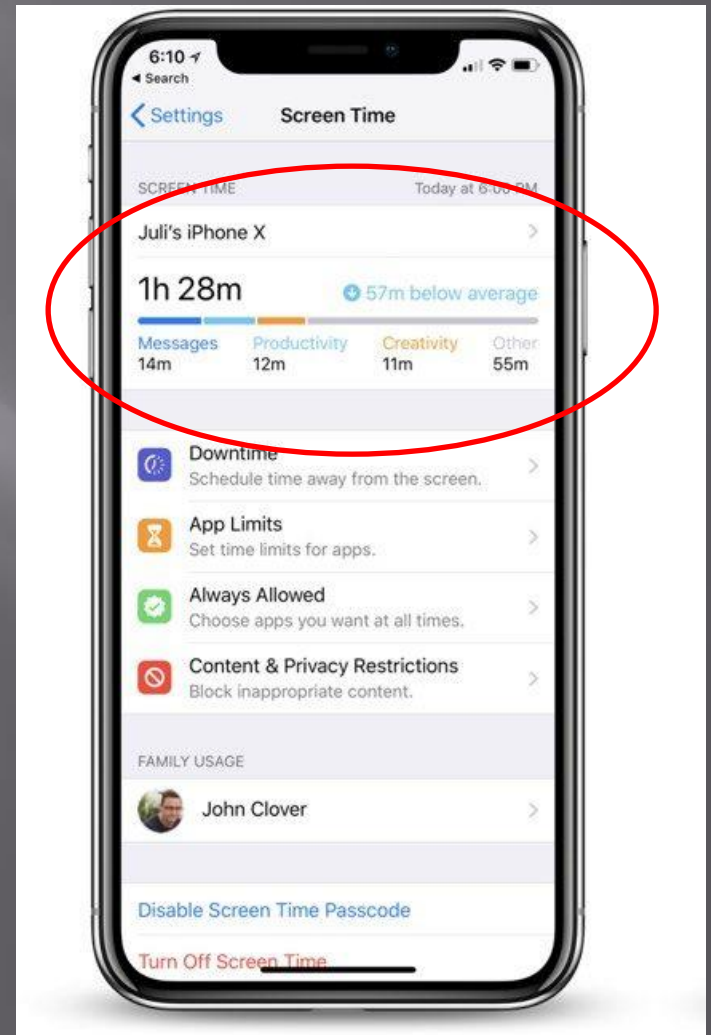 6:10
Search
Settings Screen Time
SCREEN TIME Today at 6:00 PM
Juli's iPhone X
1h 28m 57m below average
Messages Productivity Creativity Other
14m 12m 11m 55m
Downtime
Schedule time away from the screen.
App Limits
Set time limits for apps.
Always Allowed
Choose apps you want at all times.
Content & Privacy Restrictions
Block inappropriate content.
FAMILY USAGE
John Clover
Disable Screen Time Passcode
Turn Off Screen Time